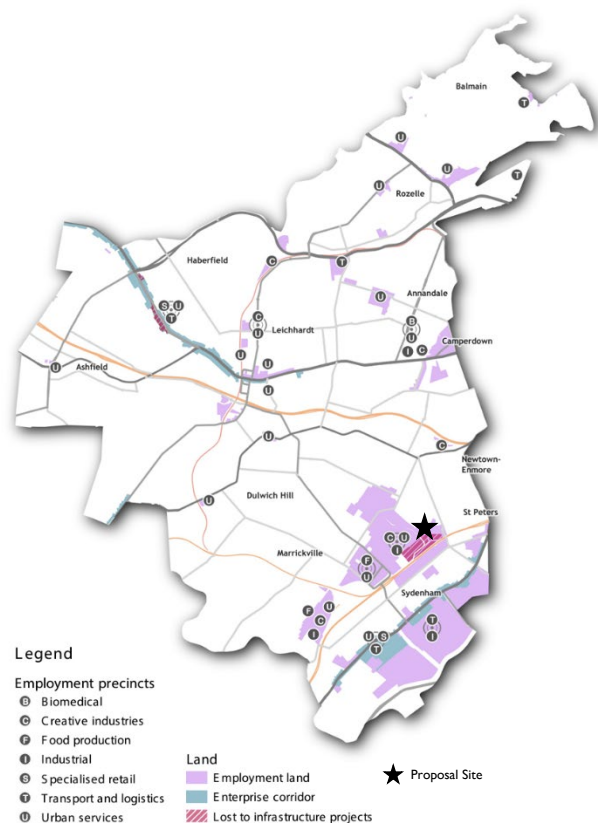 Balmain
T
U
U
U
T
Rozelle
Haberfield
C
T
S U
T
U
Annandale
C
U
Leichhardt
B
U
I C
Camperdown
U
U
Ashfield
U
U
U
C
Newtown-
Enmore
Dulwich Hill
U
St Peters
C U
I
Marrickville
F
U
Sydenham
F U
C
I
T
I
U S
T
Legend
Employment precincts
B Biomedical
C Creative industries
F Food production
I Industrial
S Specialised retail
T Transport and logistics
U Urban services
Land
Employment land
Enterprise corridor
Lost to infrastructure projects
Proposal Site